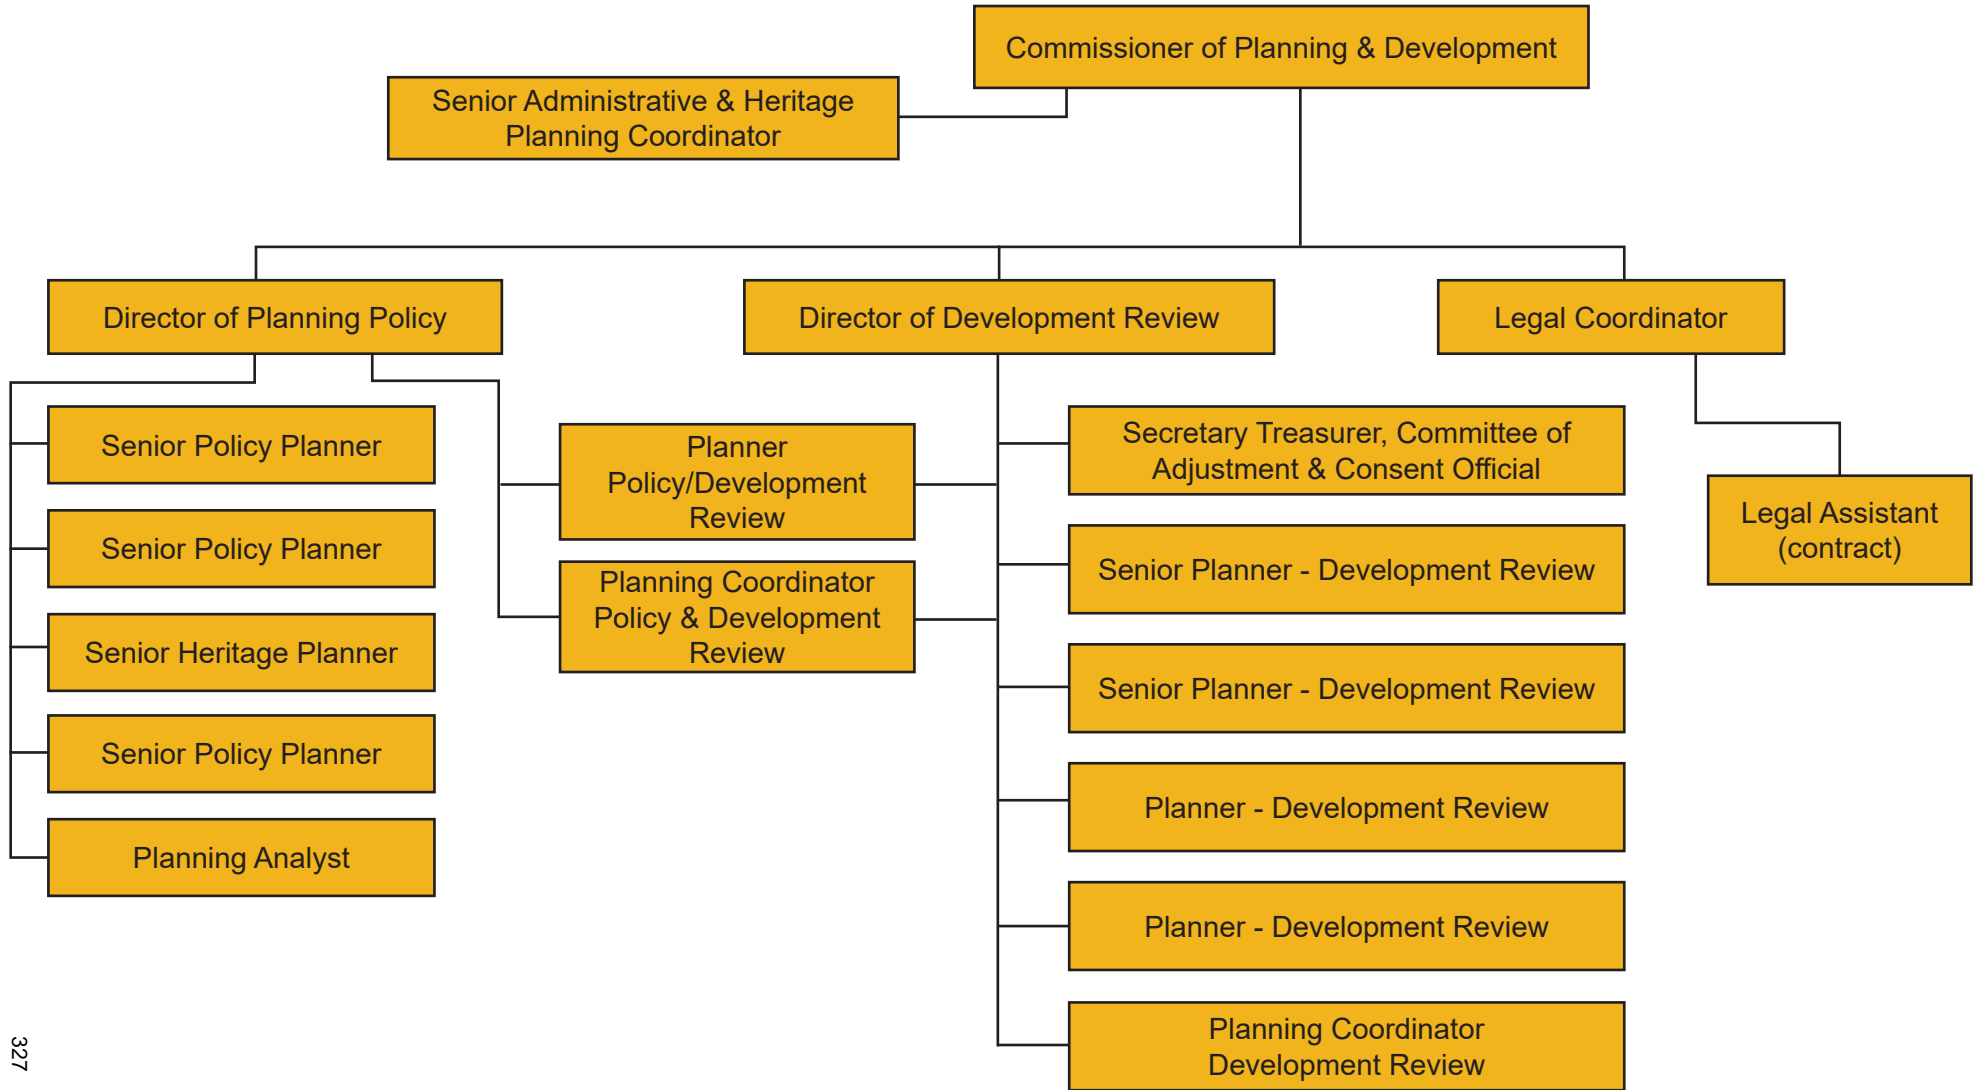 Commissioner of Planning & Development
Senior Administrative & Heritage
Planning Coordinator
Director of Planning Policy
Director of Development Review
Legal Coordinator
Senior Policy Planner
Senior Policy Planner
Senior Heritage Planner
Senior Policy Planner
Planning Analyst
Planner
Policy/Development
Review
Planning Coordinator
Policy & Development
Review
Secretary Treasurer, Committee of
Adjustment & Consent Official
Senior Planner - Development Review
Senior Planner - Development Review
Planner - Development Review
Planner - Development Review
Planning Coordinator
Development Review
Legal Assistant
(contract)
327